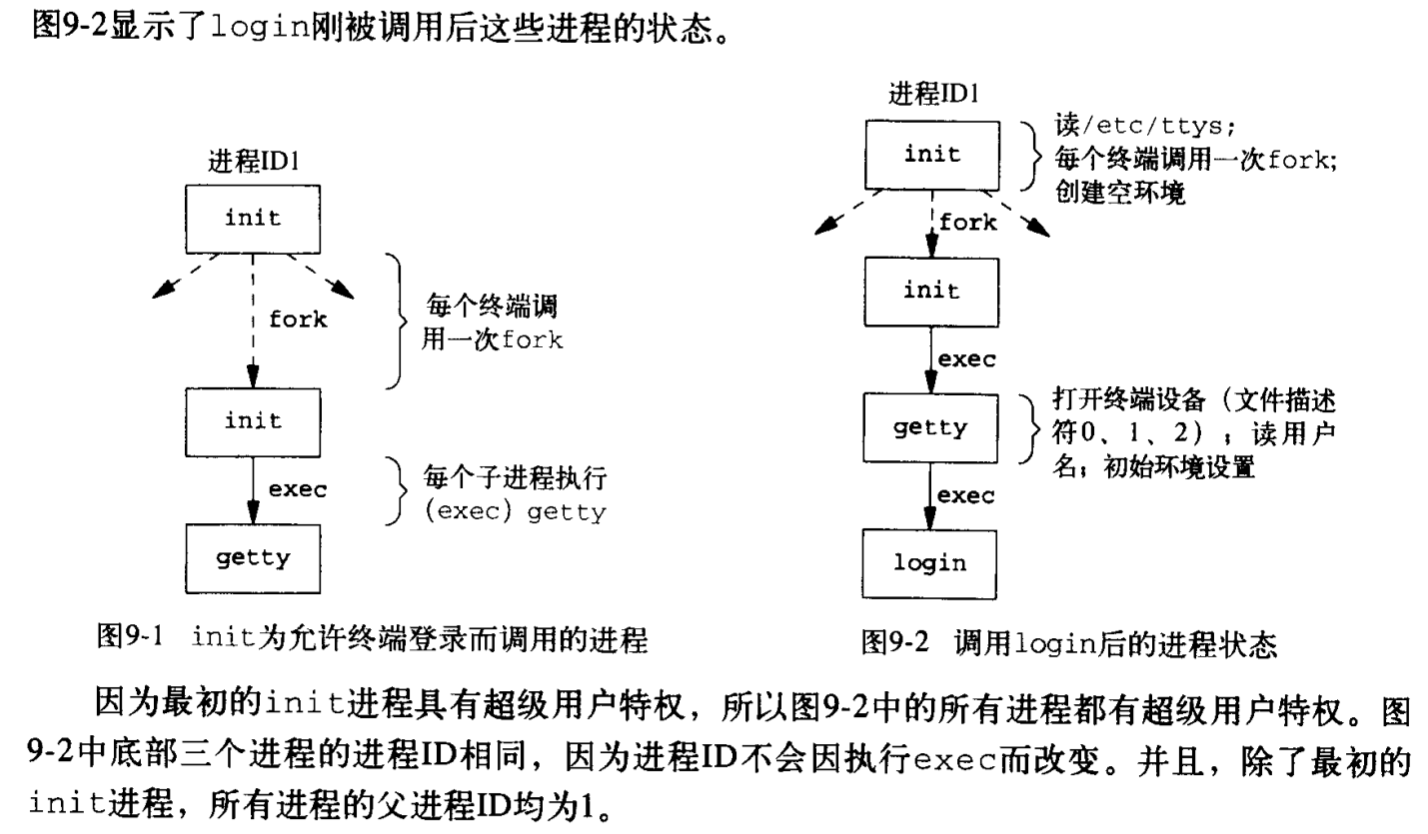 图9-2显示了login刚被调用后这些进程的状态。
进程ID1
init
fork
每个终端调
用一次fork
init
exec
每个子进程执行
(exec) getty
getty
图9-1 init为允许终端登录而调用的进程
进程ID1
init
读/etc/ttys;
每个终端调用一次fork;
创建空环境
fork
init
exec
getty
打开终端设备（文件描述
符0、1、2）；读用户
名；初始环境设置
exec
login
图9-2 调用login后的进程状态
因为最初的init进程具有超级用户特权，所以图9-2中的所有进程都有超级用户特权。图
9-2中底部三个进程的进程ID相同，因为进程ID不会因执行exec而改变。并且，除了最初的
init进程，所有进程的父进程ID均为1。